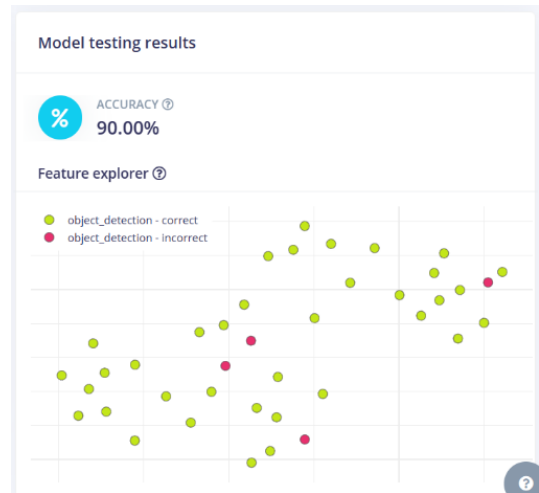 Model testing results
%
ACCURACY ?
90.00%
Feature explorer ?
object_detection - correct
object_detection - incorrect
?